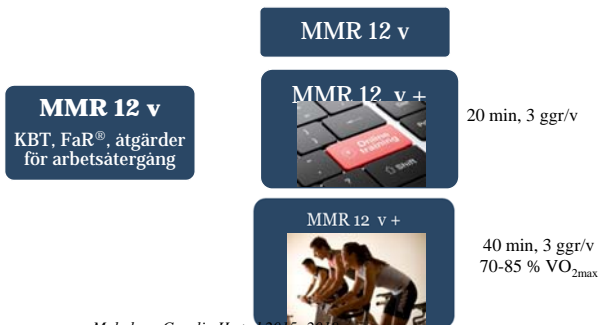 MMR 12 v
MMR 12 v
KBT, FaR®, åtgärder
för arbetsåtergång
MMR 12 v +
Online
training
Shift
20 min, 3 ggr/v
MMR 12 v +
40 min, 3 ggr/v
70-85 % VO2max